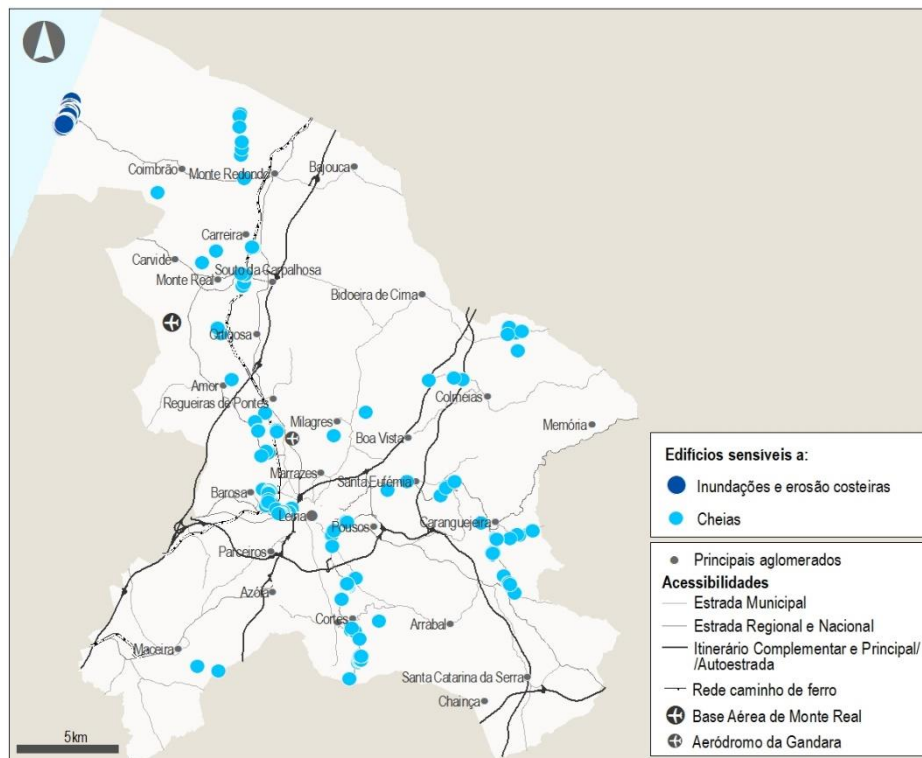 Coimbrão
Monte Redondo
Bajouca
Carreira
Carvide
Souto da Carpalhosa
Monte Real
Bidoeira de Cima
Ortigosa
Amor
Regueiras de Pontes
Colmeias
Milagres
Memória
Boa Vista
Marrazes
Santa Eufémia
Barosa
Leiria
Pousos
Caranguejeira
Parceiros
Azóia
Cortes
Arrabal
Maceira
Santa Catarina da Serra
Chainça
5km
Edifícios sensiveis a:
Inundações e erosão costeiras
Cheias
Principais aglomerados
Acessibilidades
Estrada Municipal
Estrada Regional e Nacional
Itinerário Complementar e Principal/
/Autoestrada
Rede caminho de ferro
Base Aérea de Monte Real
Aeródromo da Gandara